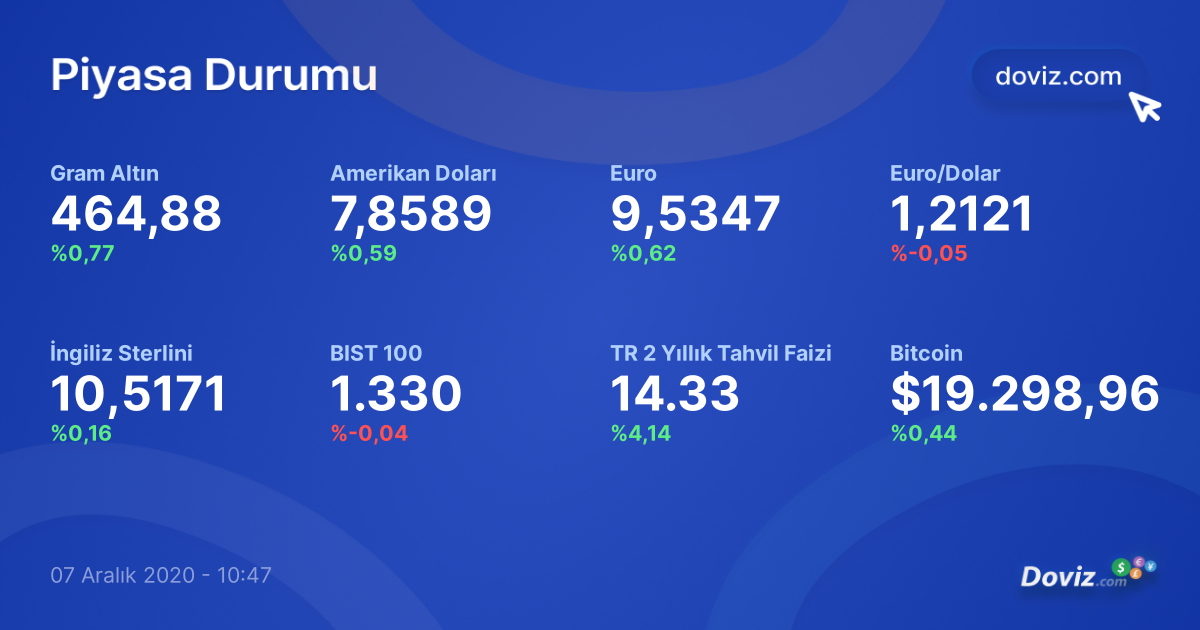 Piyasa Durumu
doviz.com
Gram Altın
464,88
%0,77
Amerikan Doları
7,8589
%0,59
Euro
9,5347
%0,62
Euro/Dolar
1,2121
%-0,05
İngiliz Sterlini
10,5171
%0,16
BIST 100
1.330
%-0,04
TR 2 Yıllık Tahvil Faizi
14.33
%4,14
Bitcoin
$19.298,96
%0,44
07 Aralık 2020 - 10:47
Doviz.com
$ € £ ¥